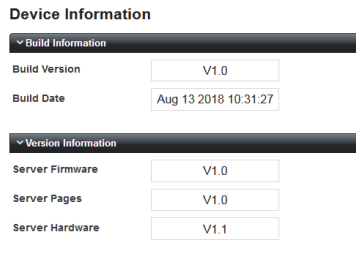 Device Information
Build Information
Build Version V1.0
Build Date Aug 13 2018 10:31:27
Version Information
Server Firmware V1.0
Server Pages V1.0
Server Hardware V1.1